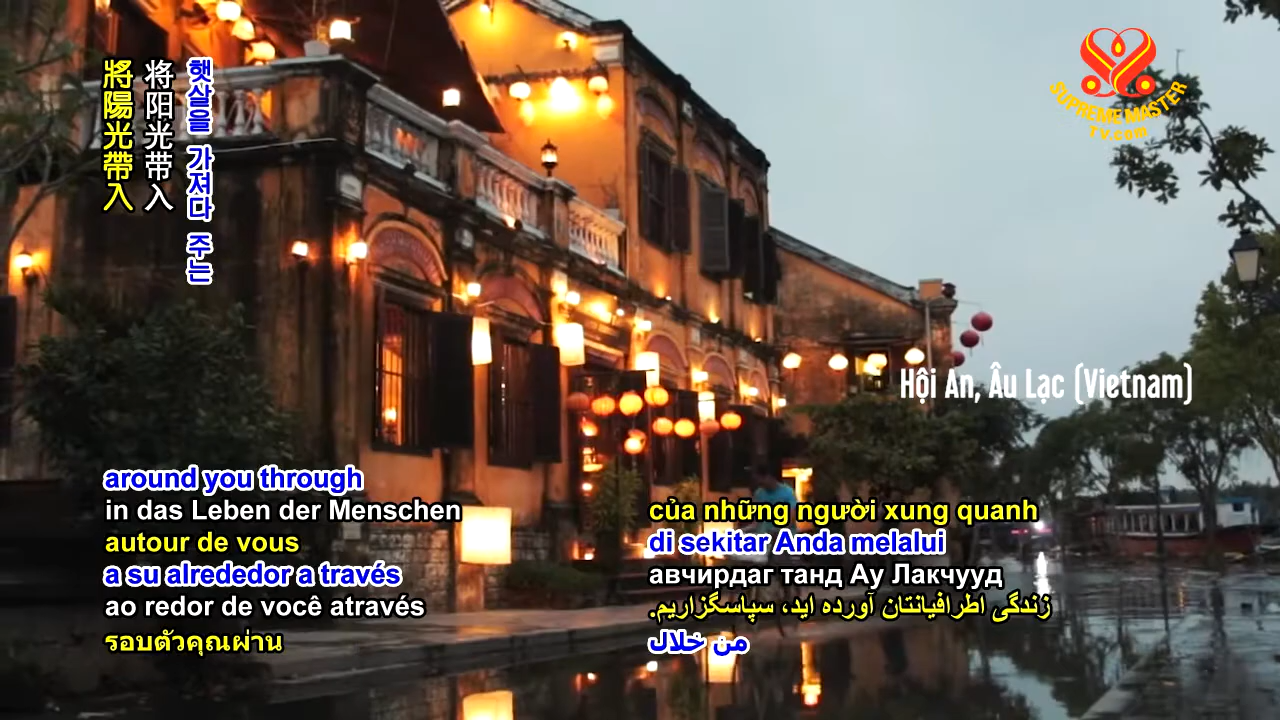 將陽光帶入
将阳光带入
햇살을 가져다 주는
SUPREME MASTER
TV.com
Hội An, Âu Lạc (Vietnam)
around you through
in das Leben der Menschen
autour de vous
a su alrededor a través
ao redor de você através
รอบตัวคุณผ่าน
của những người xung quanh
di sekitar Anda melalui
авчирдаг танд Ау Лакчууд
زندگی اطرافیانتان آورده اید، سپاسگزاریم.
من خلال